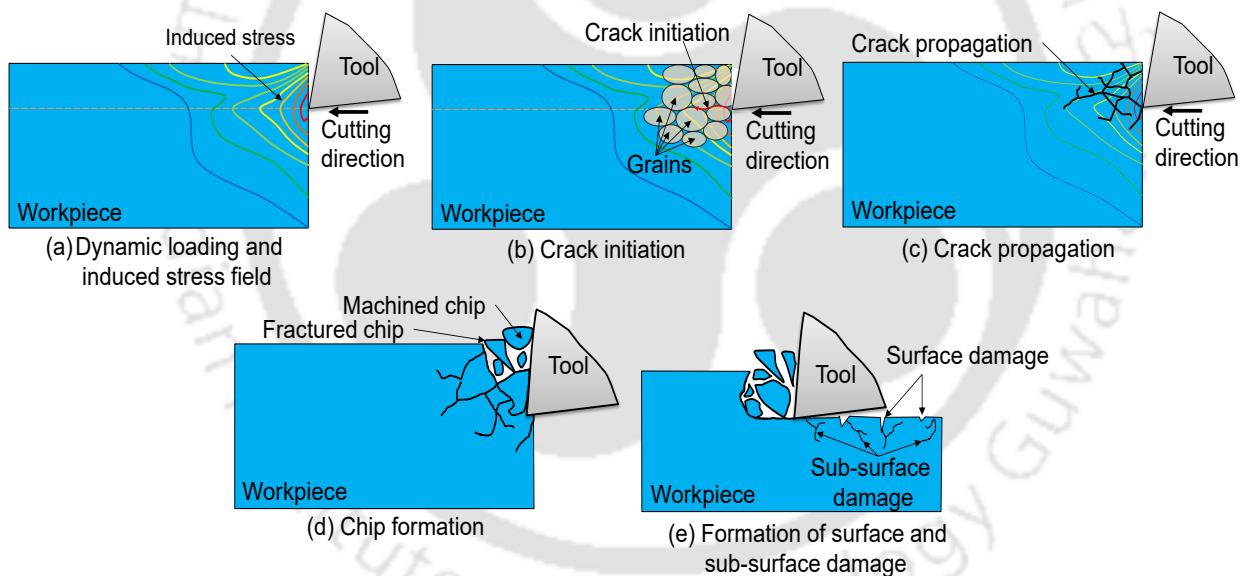 Induced stress
Tool
Cutting
direction
Workpiece
(a) Dynamic loading and
induced stress field
Crack initiation
Tool
Cutting
direction
Grains
Workpiece
(b) Crack initiation
Crack propagation
Tool
Cutting
direction
Workpiece
(c) Crack propagation
Machined chip
Fractured chip
Tool
Workpiece
(d) Chip formation
Surface damage
Tool
Sub-surface
damage
Workpiece
(e) Formation of surface and
sub-surface damage